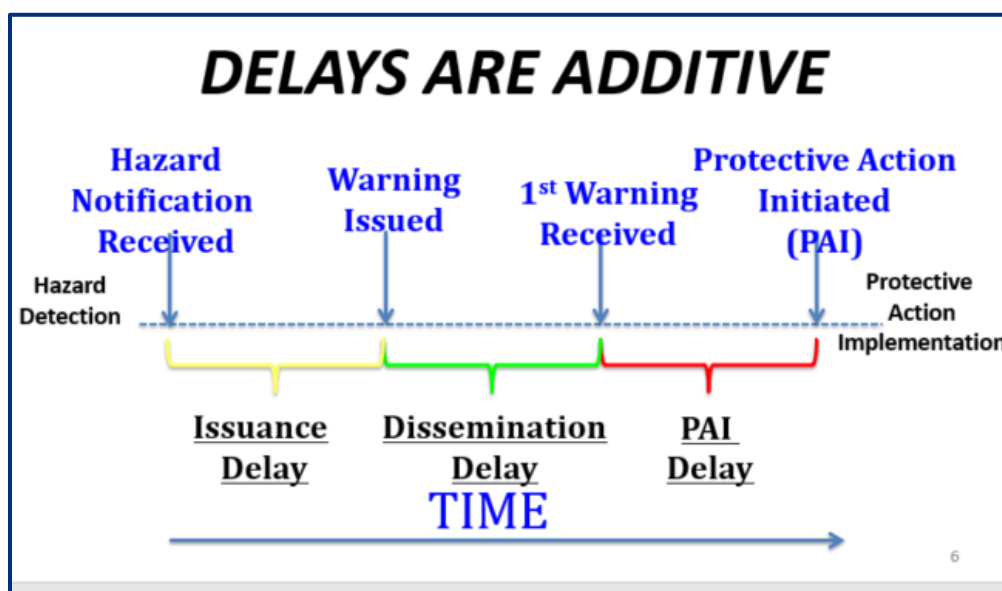 DELAYS ARE ADDITIVE
Hazard
Notification
Received
Warning
Issued
1st Warning
Received
Protective Action
Initiated
(PAI)
Hazard
Detection
Protective
Action
Implementation
Issuance
Delay
Dissemination
Delay
PAI
Delay
TIME
6